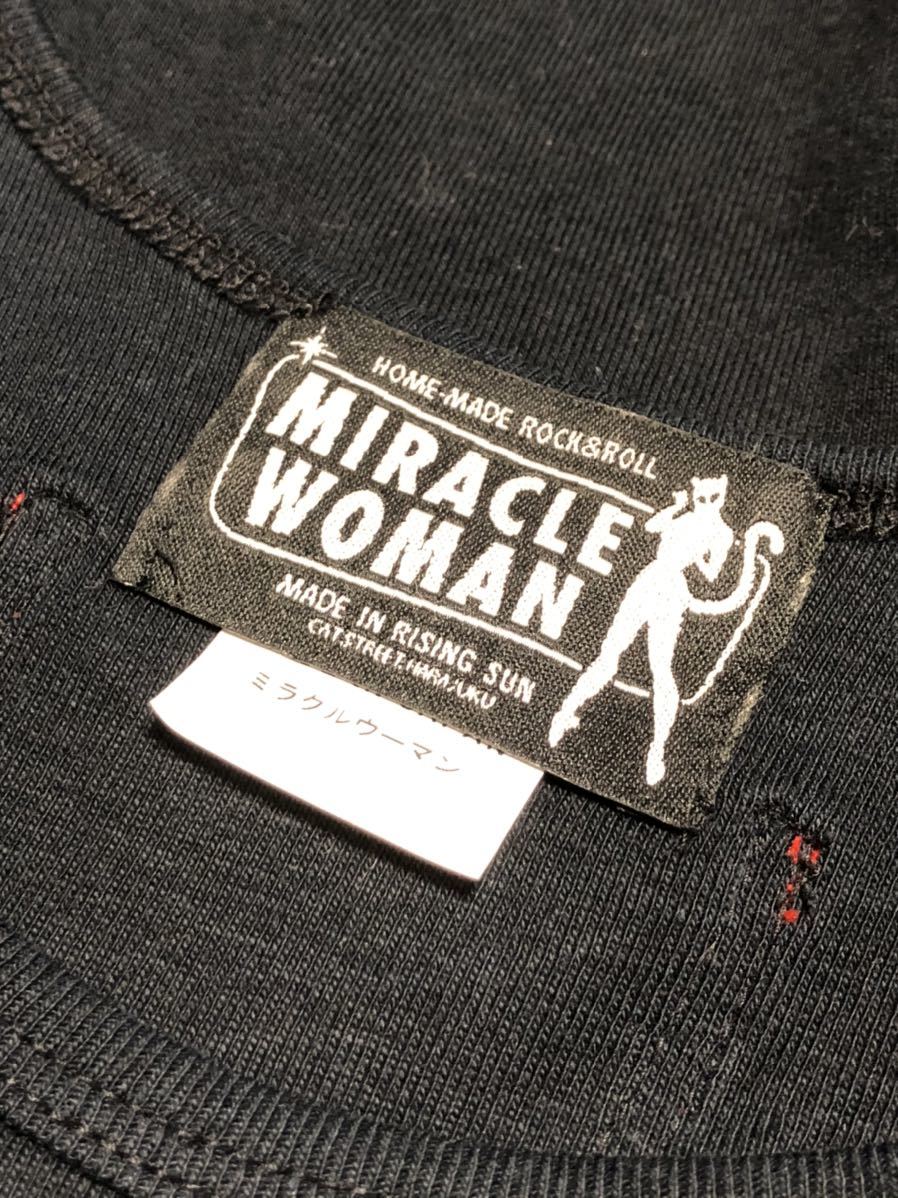 HOME-MADE ROCK&ROLL
MIRACLE
WOMAN
MADE IN RISING SUN
CAT STREET HARAJUKU
ミラクルウーマン